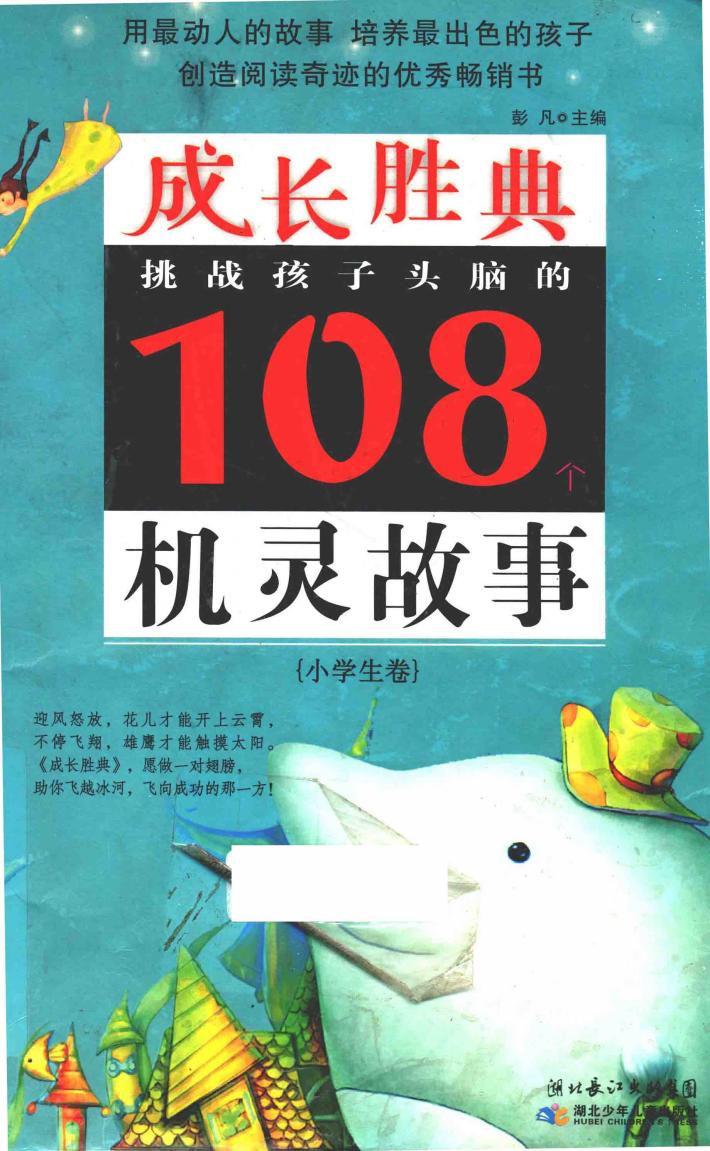 用最动人的故事 培养最出色的孩子
创造阅读奇迹的优秀畅销书
彭 凡◎主编
成长胜典
挑战孩子头脑的
108个
机灵故事
{小学生卷}
迎风怒放，花儿才能开上云霄，
不停飞翔，雄鹰才能触摸太阳。
《成长胜典》，愿做一对翅膀，
助你飞越冰河，飞向成功的那一方！
湖北长江出版集团
湖北少年儿童出版社
HUBEI CHILDREN'S PRESS